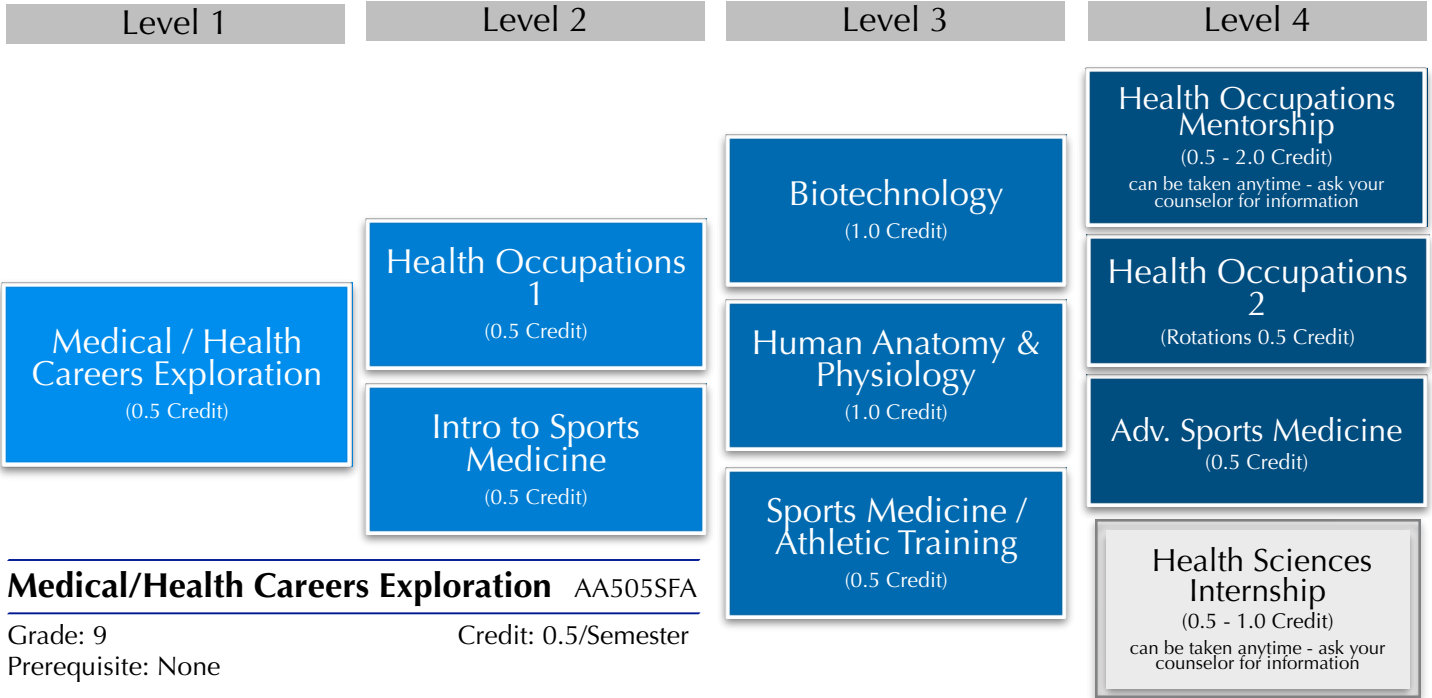 Level 1
Level 2
Level 3
Level 4
Medical / Health
Careers Exploration
(0.5 Credit)
Health Occupations
1
(0.5 Credit)
Intro to Sports
Medicine
(0.5 Credit)
Biotechnology
(1.0 Credit)
Human Anatomy &
Physiology
(1.0 Credit)
Sports Medicine /
Athletic Training
(0.5 Credit)
Health Occupations
Mentorship
(0.5 - 2.0 Credit)
can be taken anytime - ask your
counselor for information
Health Occupations
2
(Rotations 0.5 Credit)
Adv. Sports Medicine
(0.5 Credit)
Health Sciences
Internship
(0.5 - 1.0 Credit)
can be taken anytime - ask your
counselor for information
Medical/Health Careers Exploration AA505SFA
Grade: 9 Credit: 0.5/Semester
Prerequisite: None